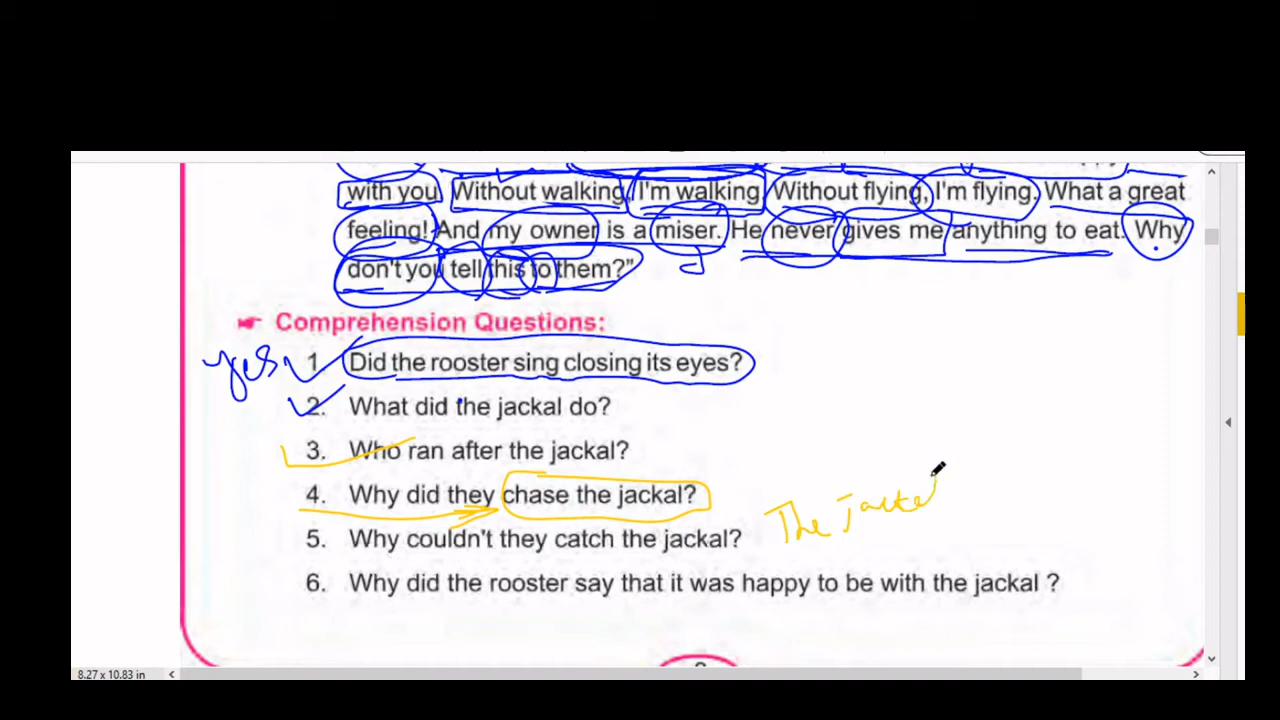 with you Without walking, I'm walking Without flying, I'm flying. What a great
feeling! And my owner is a miser. He never gives me anything to eat. Why
don't you tell this to them?"
☛ Comprehension Questions:
yes 1. Did the rooster sing closing its eyes?
2. What did the jackal do?
3. Who ran after the jackal?
4. Why did they chase the jackal?
The Jacke
5. Why couldn't they catch the jackal?
6. Why did the rooster say that it was happy to be with the jackal ?
8.27 x 10.83 in